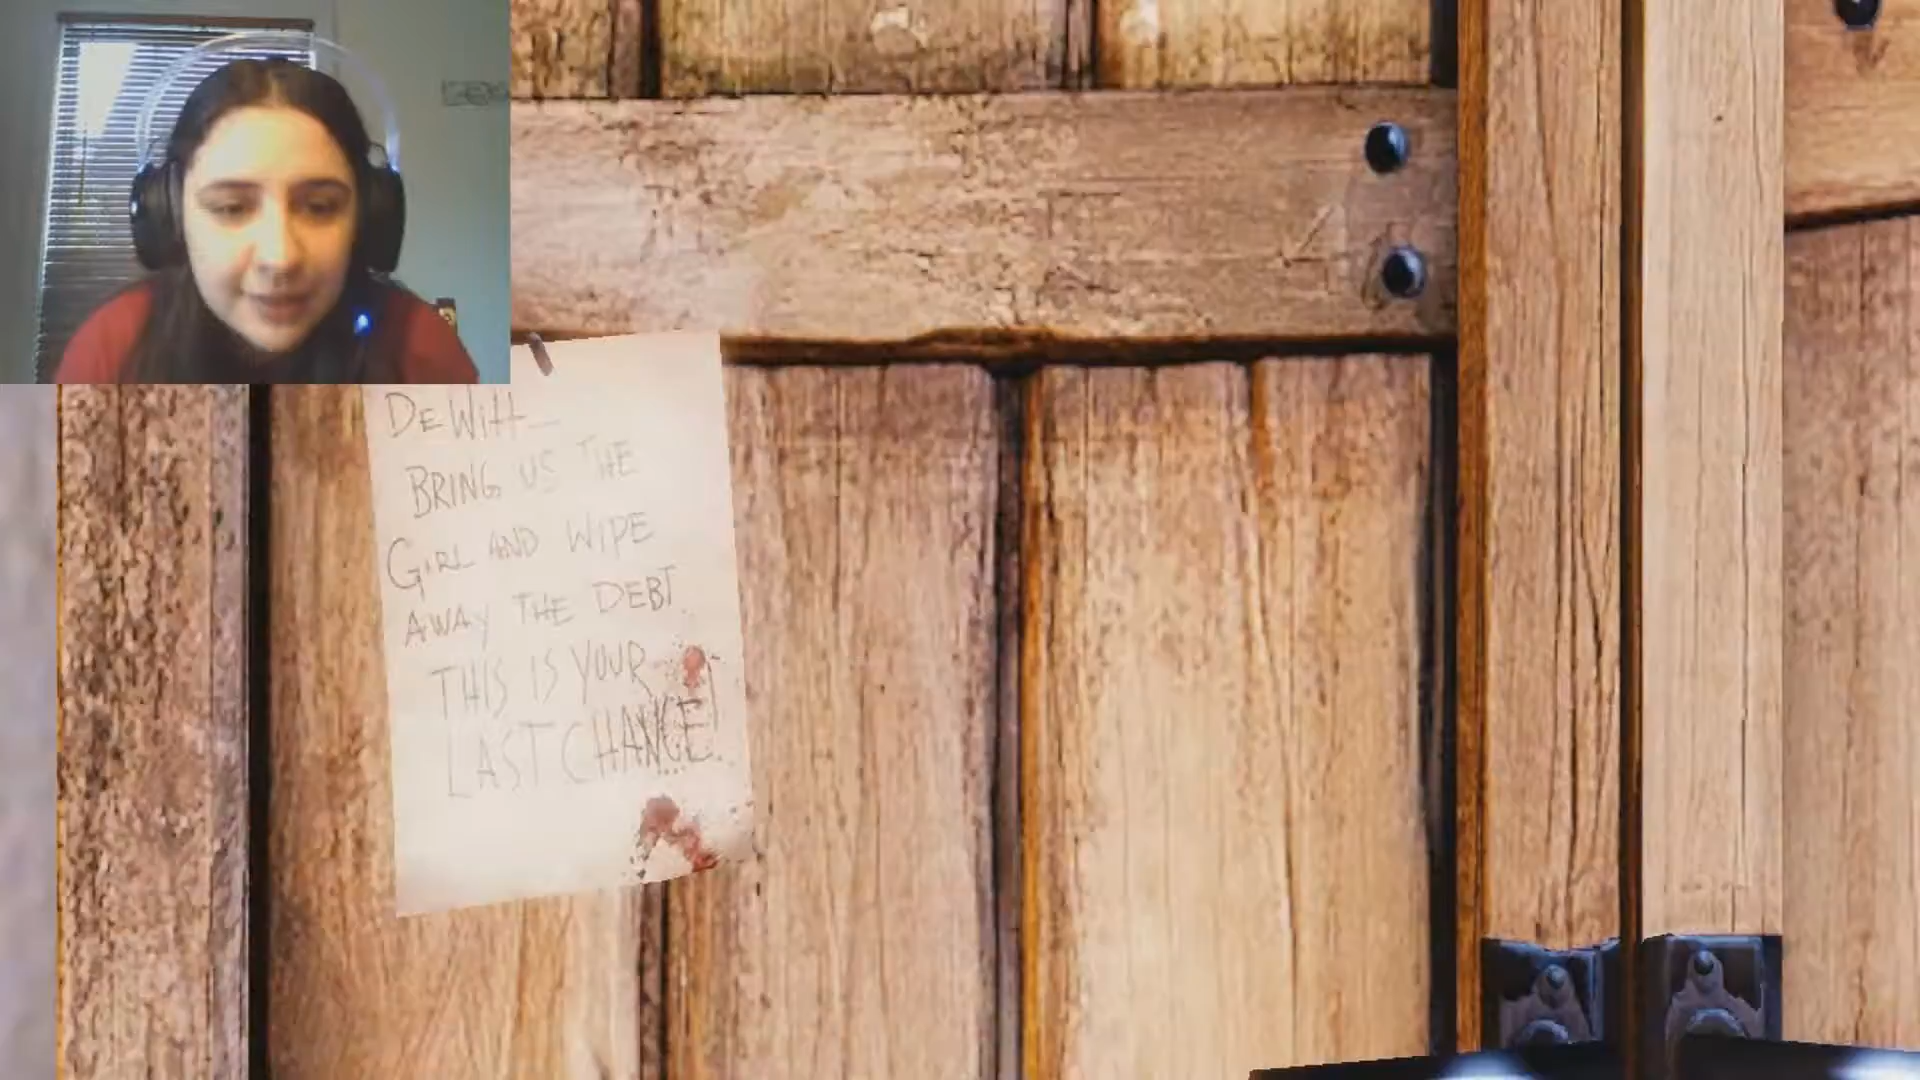 DEWITT—
BRING US THE
GIRL AND WIPE
AWAY THE DEBT.
THIS IS YOUR
LAST CHANCE!